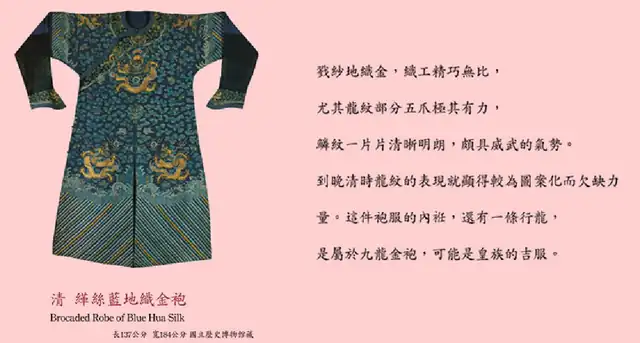 戳紗地織金，織工精巧無比，
尤其龍紋部分五爪極其有力，
鱗紋一片片清晰明朗，頗具威武的氣勢。
到晚清時龍紋的表現就顯得較為圖案化而欠缺力
量。這件袍服的內袵，還有一條行龍，
是屬於九龍金袍，可能是皇族的吉服。
清 緙絲藍地織金袍
Brocaded Robe of Blue Hua Silk
長137公分 寬184公分 國立歷史博物館藏